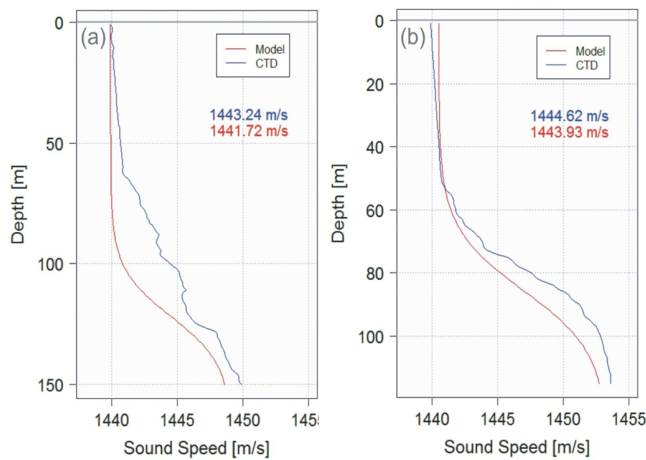 (a)
Model
CTD
1443.24 m/s
1441.72 m/s
0
50
100
150
Depth [m]
1440
1445
1450
1455
Sound Speed [m/s]
(b)
Model
CTD
1444.62 m/s
1443.93 m/s
0
20
40
60
80
100
Depth [m]
1440
1445
1450
1455
Sound Speed [m/s]